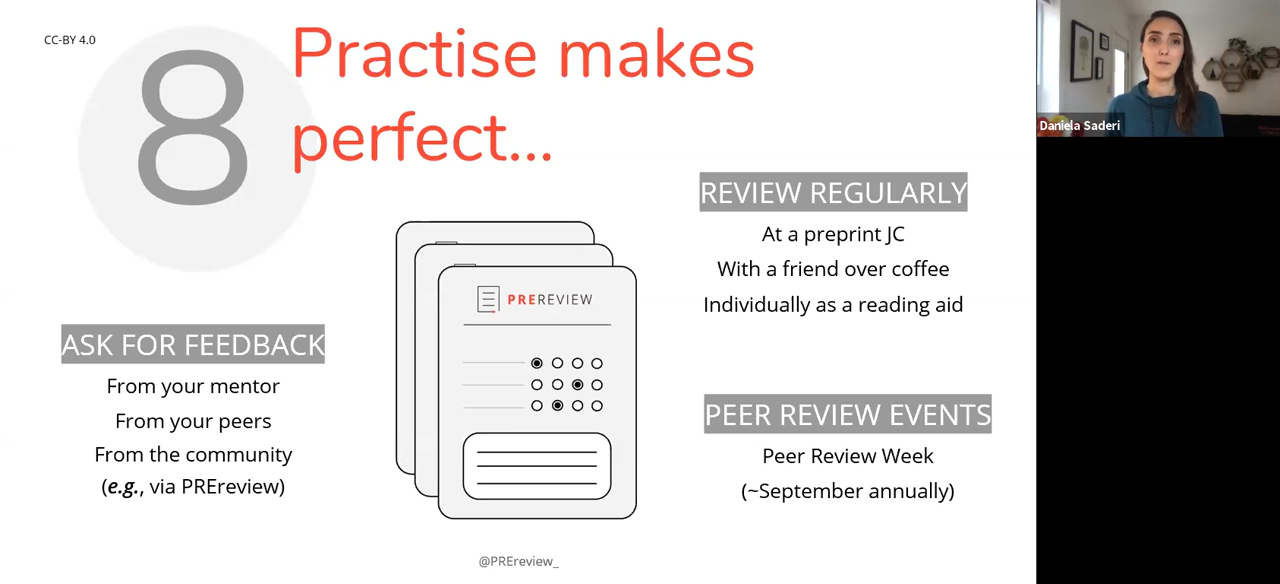 CC-BY 4.0
8
Practise makes
perfect...
Daniela Saderi
REVIEW REGULARLY
At a preprint JC
With a friend over coffee
Individually as a reading aid
PREREVIEW
ASK FOR FEEDBACK
From your mentor
From your peers
From the community
(e.g., via PREreview)
PEER REVIEW EVENTS
Peer Review Week
(~September annually)
@PREreview_